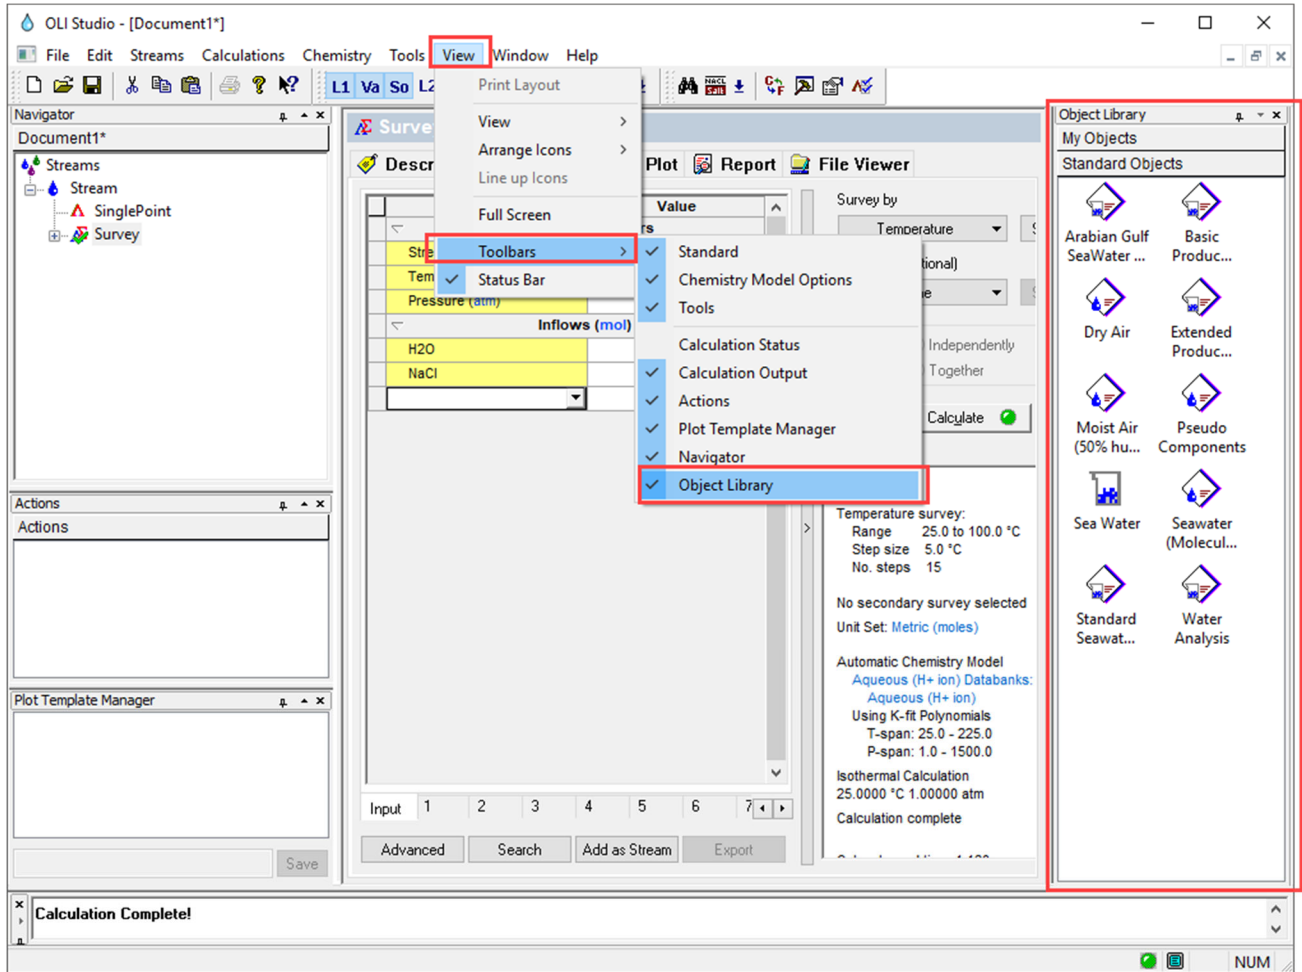 OLI Studio - [Document1*]
File Edit Streams Calculations Chemistry Tools View Window Help
L1 Va So L2
NACL
Navigator
Document1*
Streams
Stream
SinglePoint
Survey
Actions
Actions
Plot Template Manager
Save
Print Layout
View
Arrange Icons
Line up Icons
Full Screen
Toolbars
Status Bar
Standard
Chemistry Model Options
Tools
Calculation Status
Calculation Output
Actions
Plot Template Manager
Navigator
Object Library
Surve
Descr Plot Report File Viewer
Value
rs
Stre
Tem
Pressure (atm)
Inflows (mol)
H2O
NaCl
Input 1 2 3 4 5 6 7
Advanced Search Add as Stream Export
Survey by
Temperature
tional)
e
Independently
Together
Calculate
Temperature survey:
Range 25.0 to 100.0 °C
Step size 5.0 °C
No. steps 15
No secondary survey selected
Unit Set: Metric (moles)
Automatic Chemistry Model
Aqueous (H+ ion) Databanks:
Aqueous (H+ ion)
Using K-fit Polynomials
T-span: 25.0 - 225.0
P-span: 1.0 - 1500.0
Isothermal Calculation
25.0000 °C 1.00000 atm
Calculation complete
Object Library
My Objects
Standard Objects
Arabian Gulf
SeaWater ...
Basic
Produc...
Dry Air
Extended
Produc...
Moist Air
(50% hu...
Pseudo
Components
Sea Water
Seawater
(Molecul...
Standard
Seawat...
Water
Analysis
Calculation Complete!
NUM